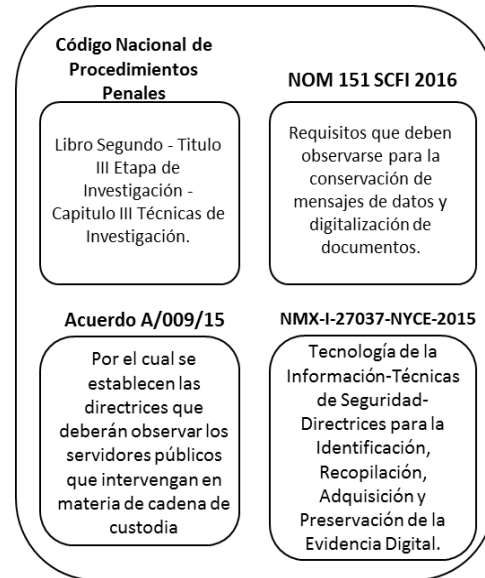 Código Nacional de
Procedimientos
Penales
Libro Segundo - Titulo
III Etapa de
Investigación -
Capitulo III Técnicas de
Investigación.
NOM 151 SCFI 2016
Requisitos que deben
observarse para la
conservación de
mensajes de datos y
digitalización de
documentos.
Acuerdo A/009/15
Por el cual se
establecen las
directrices que
deberán observar los
servidores públicos
que intervengan en
materia de cadena de
custodia
NMX-I-27037-NYCE-2015
Tecnología de la
Información-Técnicas
de Seguridad-
Directrices para la
Identificación,
Recopilación,
Adquisición y
Preservación de la
Evidencia Digital.